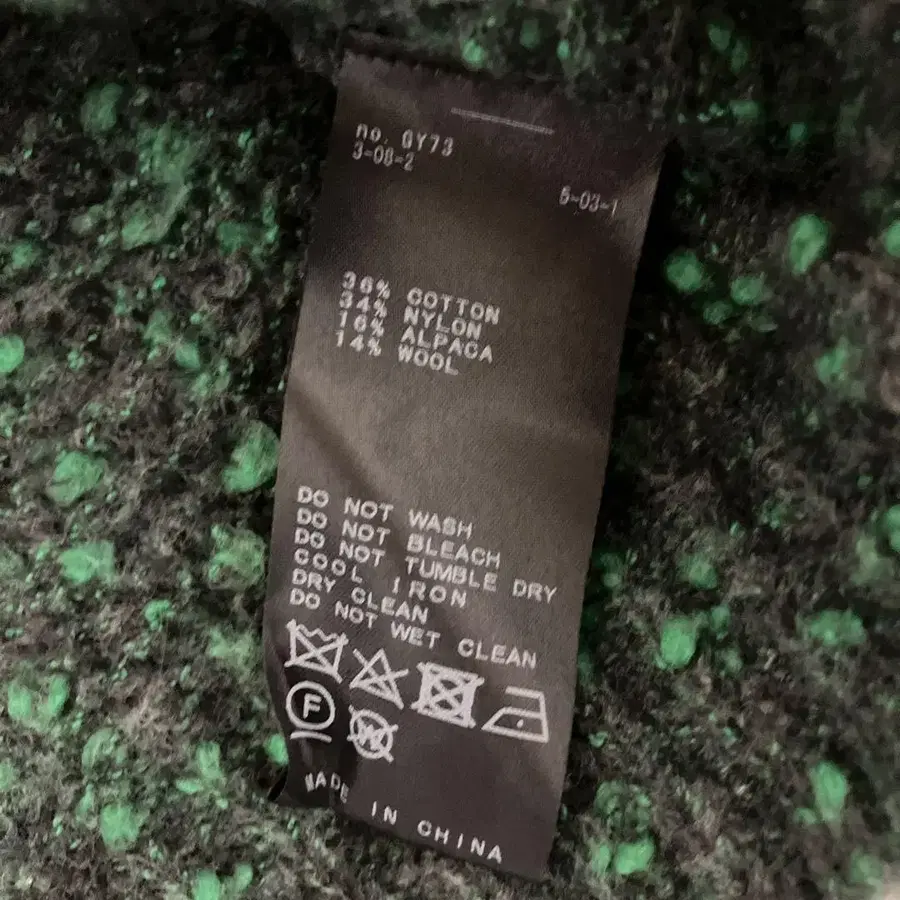 no. GY73
3-08-2
6-03-1
36% COTTON
34% NYLON
16% ALPACA
14% WOOL
DO NOT WASH
DO NOT BLEACH
DO NOT TUMBLE DRY
COOL IRON
DRY CLEAN
DO NOT WET CLEAN
F
W
MADE IN CHINA